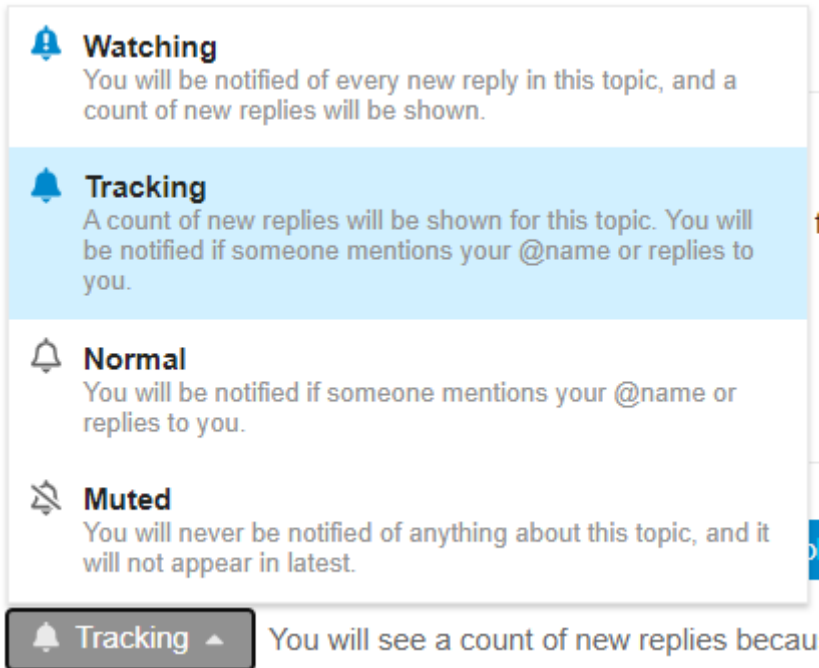 Watching
You will be notified of every new reply in this topic, and a
count of new replies will be shown.
Tracking
A count of new replies will be shown for this topic. You will
be notified if someone mentions your @name or replies to
you.
Normal
You will be notified if someone mentions your @name or
replies to you.
Muted
You will never be notified of anything about this topic, and it
will not appear in latest.
Tracking
You will see a count of new replies becau